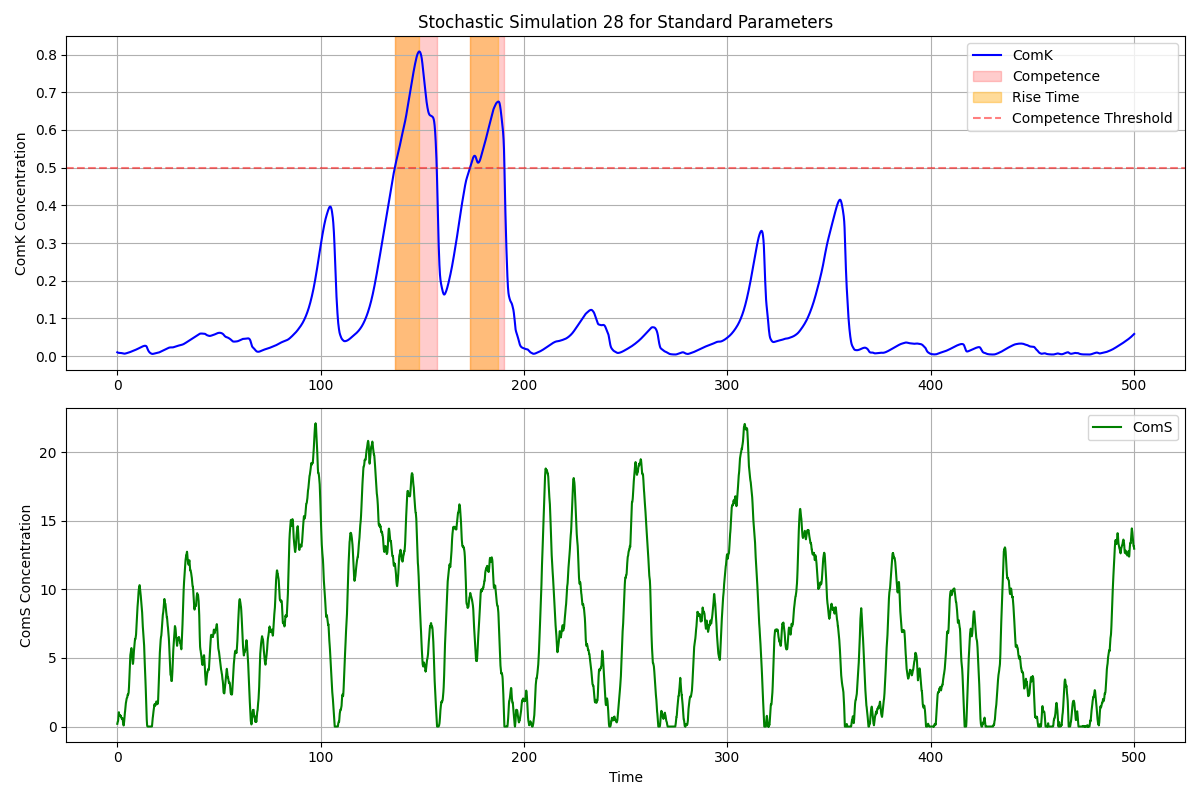 Stochastic Simulation 28 for Standard Parameters
ComK Concentration
0.8
0.7
0.6
0.5
0.4
0.3
0.2
0.1
0.0
ComK
Competence
Rise Time
Competence Threshold
0 100 200 300 400 500
ComS Concentration
20
15
10
5
0
ComS
0 100 200 300 400 500
Time